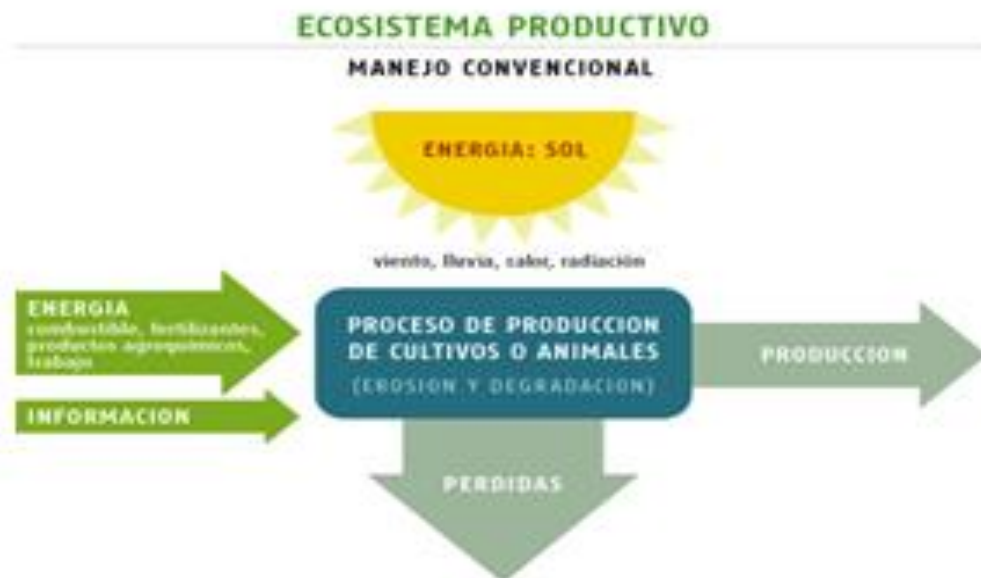 ECOSISTEMA PRODUCTIVO
MANEJO CONVENCIONAL
ENERGIA: SOL
viento, lluvia, calor, radiación
ENERGIA
combustible, fertilizantes,
productos agroquimicos,
trabajo
INFORMACION
PROCESO DE PRODUCCION
DE CULTIVOS O ANIMALES
(EROSION Y DEGRADACION)
PRODUCCION
PERDIDAS